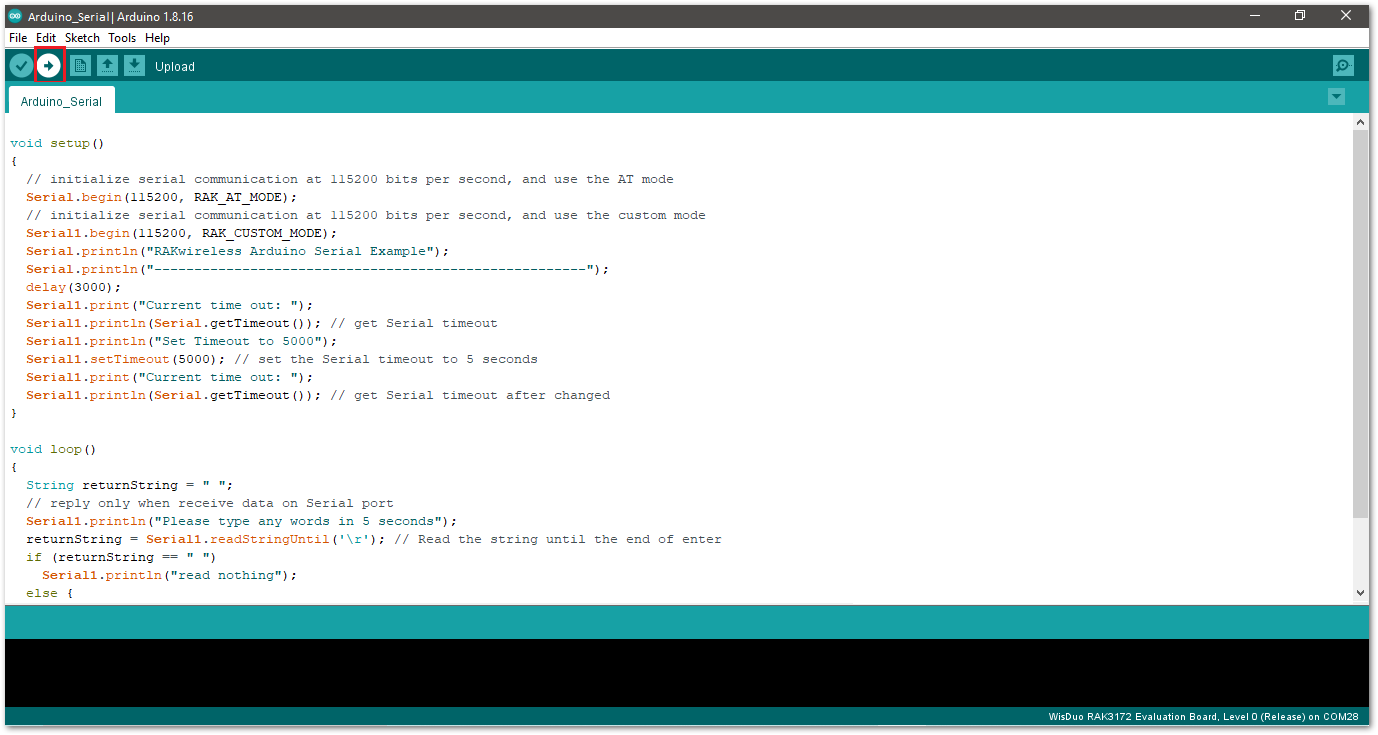 Arduino_Serial | Arduino 1.8.16
File Edit Sketch Tools Help
Upload
Arduino_Serial
void setup()
{
  // initialize serial communication at 115200 bits per second, and use the AT mode
  Serial.begin(115200, RAK_AT_MODE);
  // initialize serial communication at 115200 bits per second, and use the custom mode
  Serial1.begin(115200, RAK_CUSTOM_MODE);
  Serial.println("RAKwireless Arduino Serial Example");
  Serial.println("------------------------------------------------------");
  delay(3000);
  Serial1.print("Current time out: ");
  Serial1.println(Serial.getTimeout()); // get Serial timeout
  Serial1.println("Set Timeout to 5000");
  Serial1.setTimeout(5000); // set the Serial timeout to 5 seconds
  Serial1.print("Current time out: ");
  Serial1.println(Serial.getTimeout()); // get Serial timeout after changed
}
void loop()
{
  String returnString = " ";
  // reply only when receive data on Serial port
  Serial1.println("Please type any words in 5 seconds");
  returnString = Serial1.readStringUntil('\r'); // Read the string until the end of enter
  if (returnString == " ")
    Serial1.println("read nothing");
  else {
WisDuo RAK3172 Evaluation Board, Level 0 (Release) on COM28